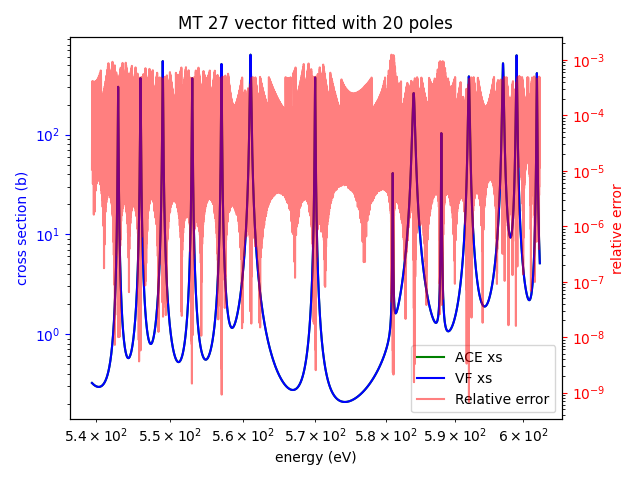 MT 27 vector fitted with 20 poles
10²
10¹
10⁰
cross section (b)
10⁻³
10⁻⁴
10⁻⁵
10⁻⁶
10⁻⁷
10⁻⁸
10⁻⁹
relative error
ACE xs
VF xs
Relative error
5.4 × 10² 5.5 × 10² 5.6 × 10² 5.7 × 10² 5.8 × 10² 5.9 × 10² 6 × 10²
energy (eV)